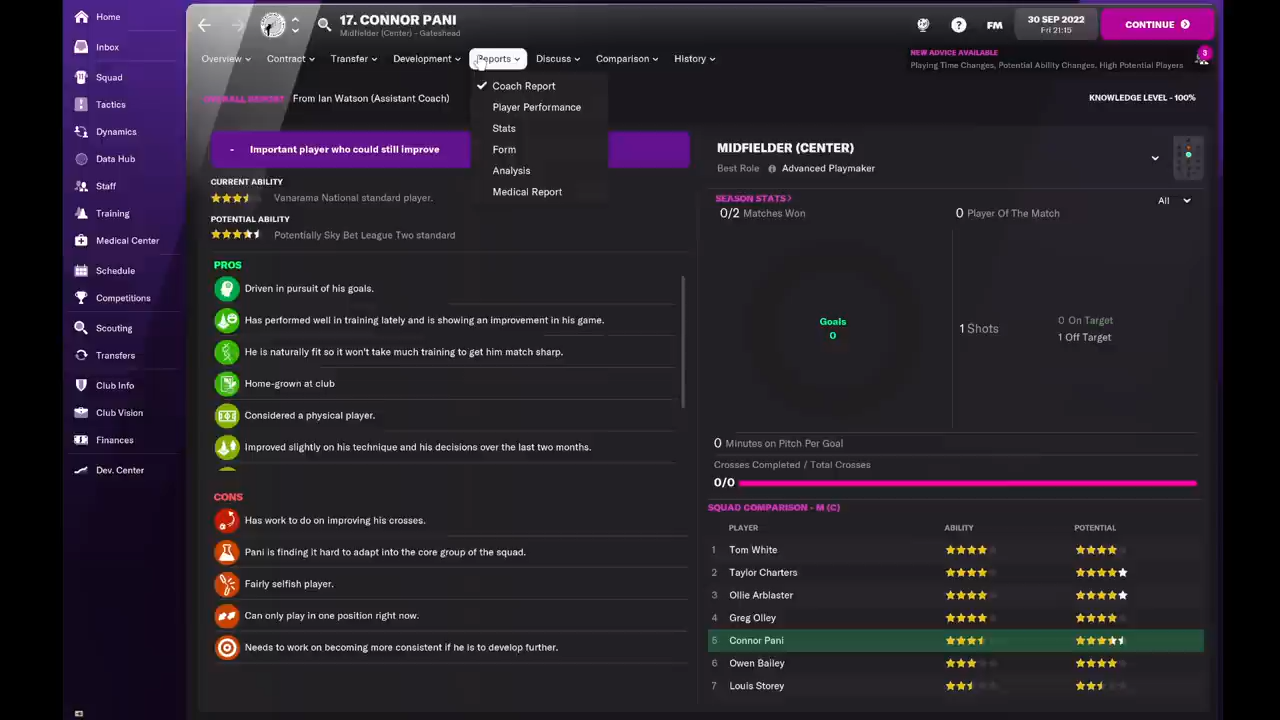 Home
Inbox
Squad
Tactics
Dynamics
Data Hub
Staff
Training
Medical Center
Schedule
Competitions
Scouting
Transfers
Club Info
Club Vision
Finances
Dev. Center
17. CONNOR PANI
Midfielder (Center) - Gateshead
FM
30 SEP 2022
Fri 21:15
CONTINUE
Overview
Contract
Transfer
Development
Reports
Discuss
Comparison
History
NEW ADVICE AVAILABLE
Playing Time Changes, Potential Ability Changes, High Potential Players
3
Coach Report
Player Performance
Stats
Form
Analysis
Medical Report
OVERALL REPORT From Ian Watson (Assistant Coach)
KNOWLEDGE LEVEL - 100%
- Important player who could still improve
CURRENT ABILITY
Vanarama National standard player.
POTENTIAL ABILITY
Potentially Sky Bet League Two standard
PROS
Driven in pursuit of his goals.
Has performed well in training lately and is showing an improvement in his game.
He is naturally fit so it won't take much training to get him match sharp.
Home-grown at club
Considered a physical player.
Improved slightly on his technique and his decisions over the last two months.
CONS
Has work to do on improving his crosses.
Pani is finding it hard to adapt into the core group of the squad.
Fairly selfish player.
Can only play in one position right now.
Needs to work on becoming more consistent if he is to develop further.
MIDFIELDER (CENTER)
Best Role Advanced Playmaker
SEASON STATS >
All
0/2 Matches Won
0 Player Of The Match
Goals
0
1 Shots
0 On Target
1 Off Target
0 Minutes on Pitch Per Goal
Crosses Completed / Total Crosses
0/0
SQUAD COMPARISON - M (C)
PLAYER ABILITY POTENTIAL
1 Tom White
2 Taylor Charters
3 Ollie Arblaster
4 Greg Olley
5 Connor Pani
6 Owen Bailey
7 Louis Storey